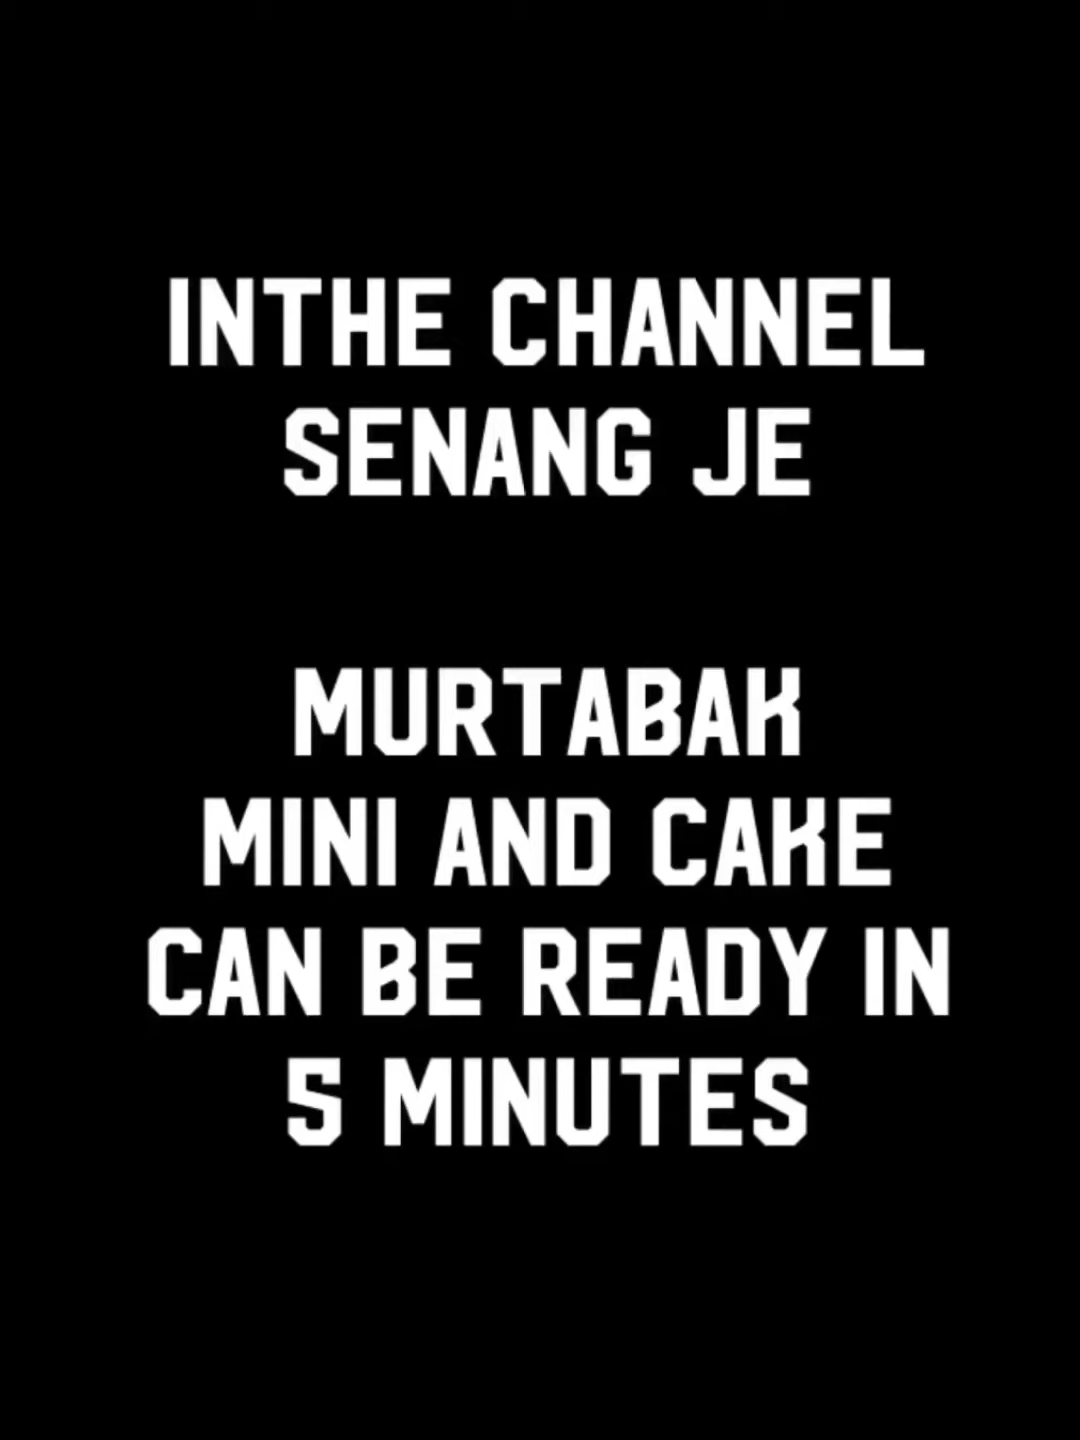 INTHE CHANNEL
SENANG JE
MURTABAK
MINI AND CAKE
CAN BE READY IN
5 MINUTES